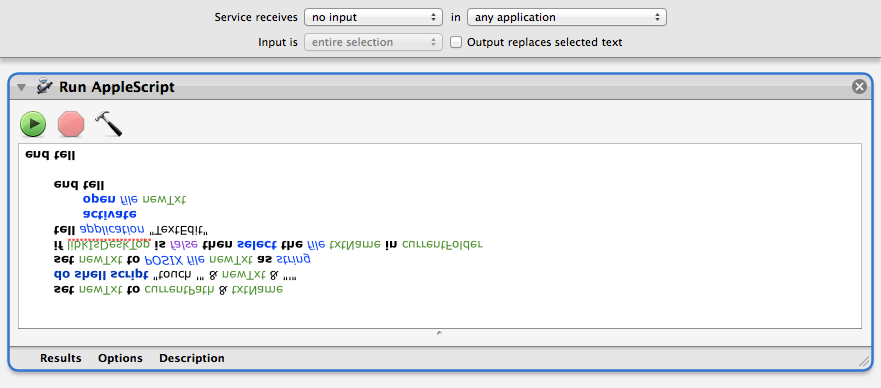 Service receives no input in any application
Input is entire selection Output replaces selected text
Run AppleScript
set newTxt to currentPath & txtName
do shell script "touch '" & newTxt & "'"
set newTxt to POSIX file newTxt as string
if is false then select the file txtName in currentFolder
tell application "TextEdit"
activate
open file newTxt
end tell
end tell
Results Options Description